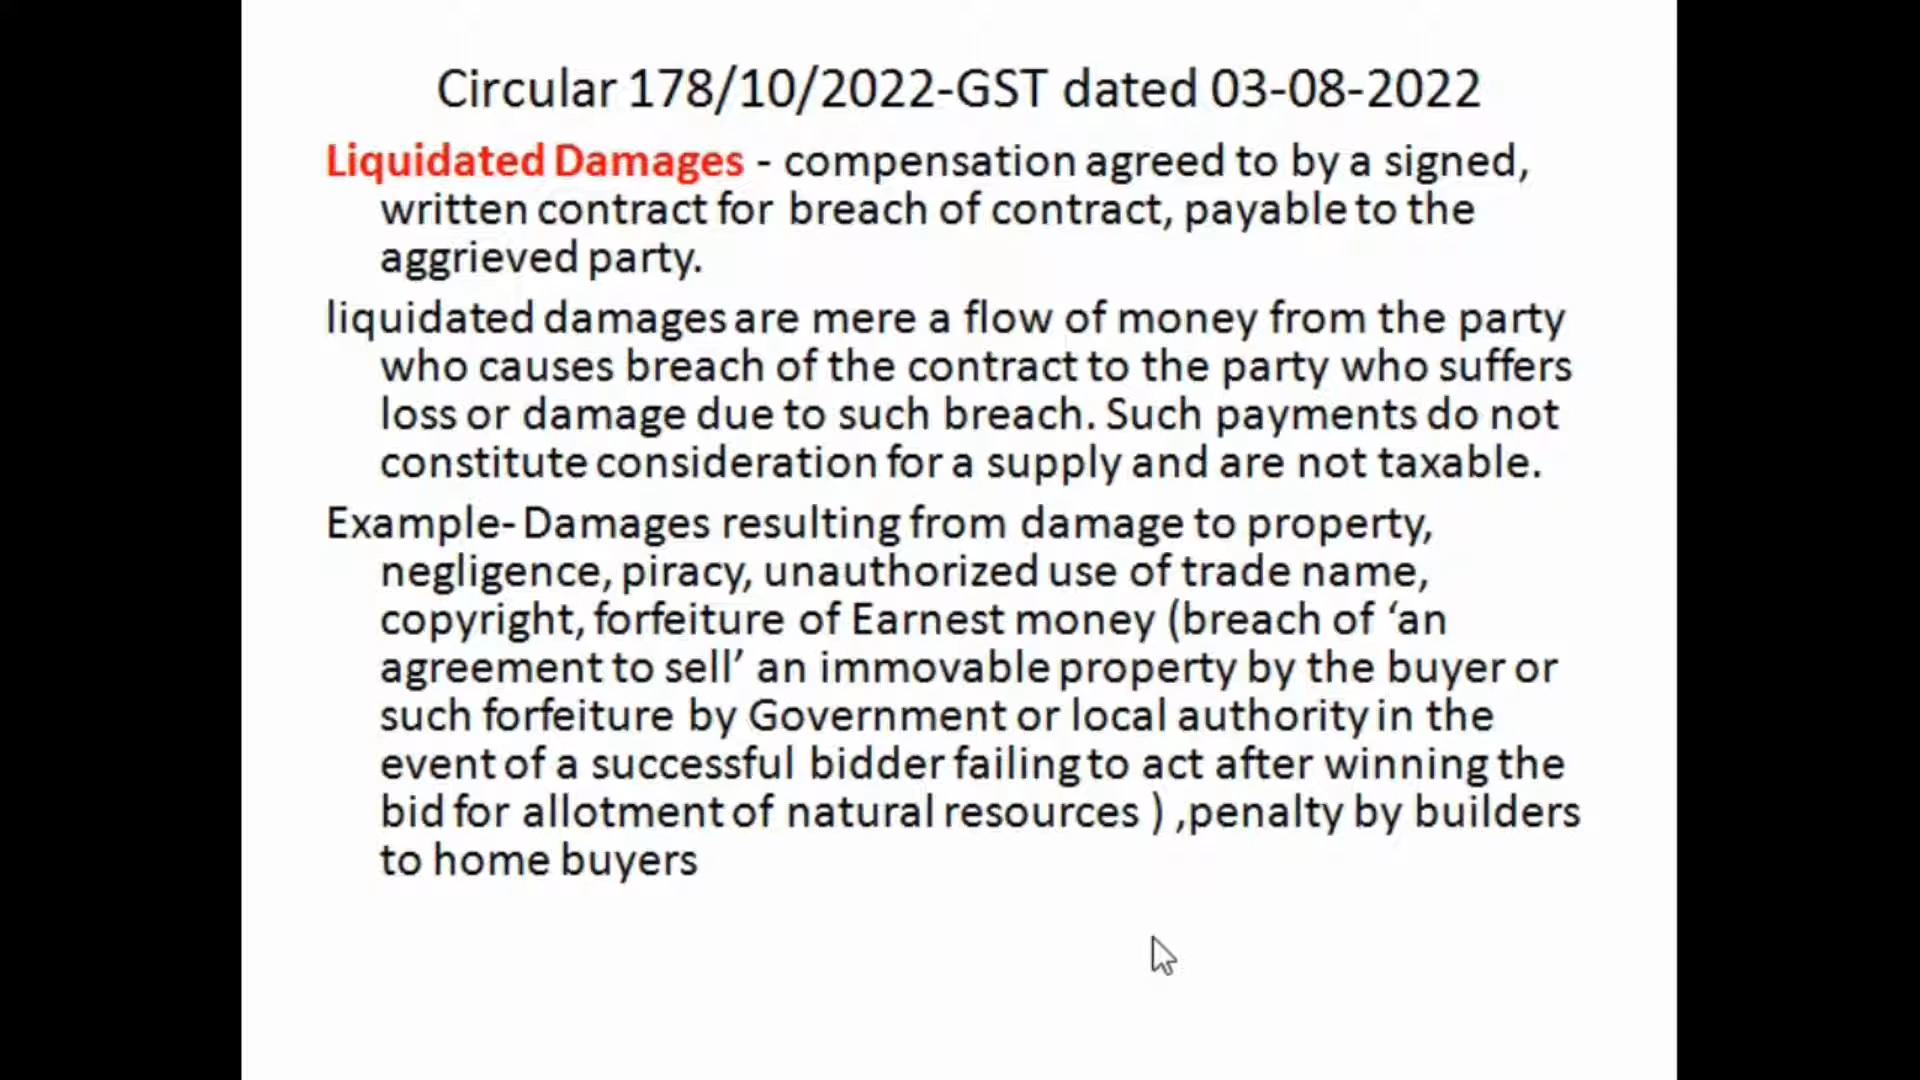 Circular 178/10/2022-GST dated 03-08-2022
Liquidated Damages - compensation agreed to by a signed,
written contract for breach of contract, payable to the
aggrieved party.
liquidated damages are mere a flow of money from the party
who causes breach of the contract to the party who suffers
loss or damage due to such breach. Such payments do not
constitute consideration for a supply and are not taxable.
Example- Damages resulting from damage to property,
negligence, piracy, unauthorized use of trade name,
copyright, forfeiture of Earnest money (breach of ‘an
agreement to sell’ an immovable property by the buyer or
such forfeiture by Government or local authority in the
event of a successful bidder failing to act after winning the
bid for allotment of natural resources ) ,penalty by builders
to home buyers